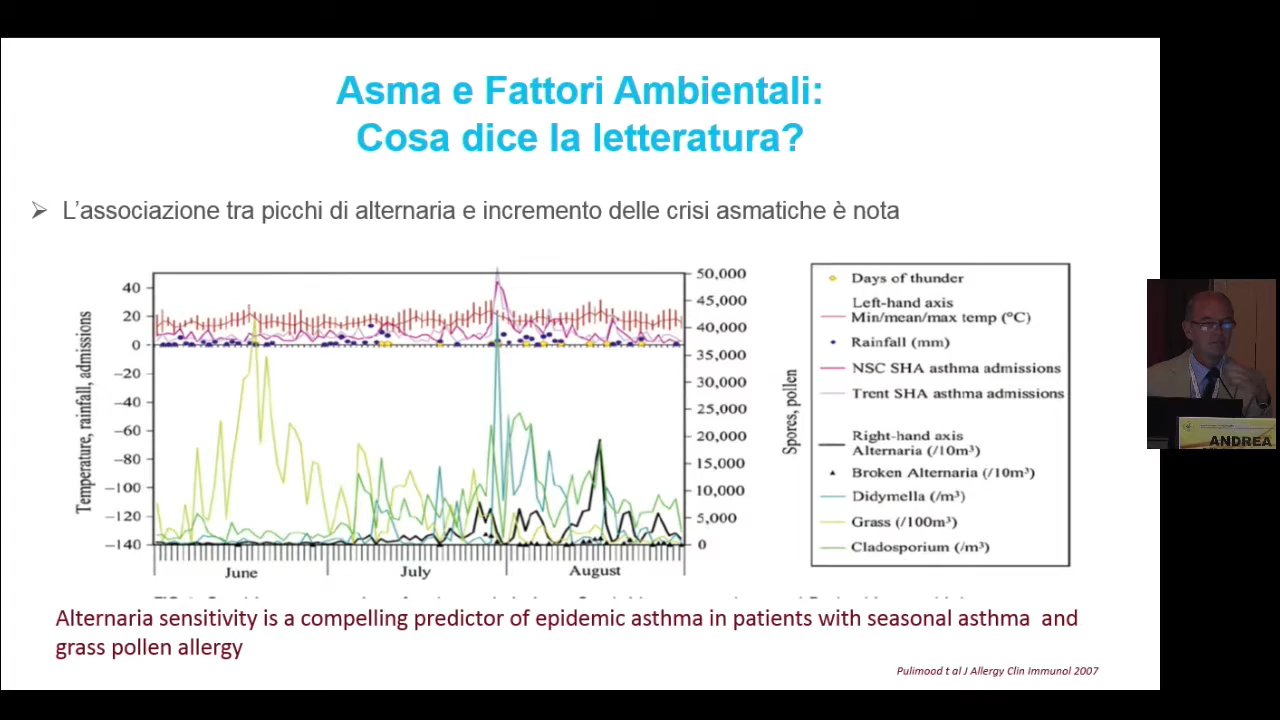 Asma e Fattori Ambientali:
Cosa dice la letteratura?
L'associazione tra picchi di alternaria e incremento delle crisi asmatiche è nota
Temperature, rainfall, admissions
40
20
0
−20
−40
−60
−80
−100
−120
−140
50,000
45,000
40,000
35,000
30,000
25,000
20,000
15,000
10,000
5,000
0
Spores, pollen
June
July
August
Days of thunder
Left-hand axis
Min/mean/max temp (°C)
Rainfall (mm)
NSC SHA asthma admissions
Trent SHA asthma admissions
Right-hand axis
Alternaria (/10m³)
Broken Alternaria (/10m³)
Didymella (/m³)
Grass (/100m³)
Cladosporium (/m³)
Alternaria sensitivity is a compelling predictor of epidemic asthma in patients with seasonal asthma and
grass pollen allergy
Pulimood t al J Allergy Clin Immunol 2007
ANDREA